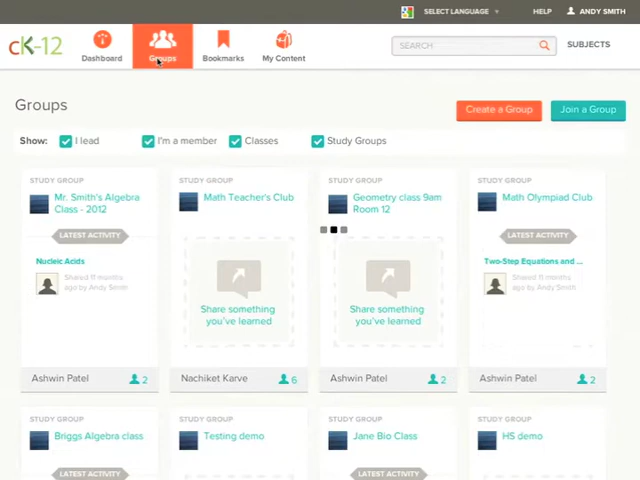 SELECT LANGUAGE
HELP
ANDY SMITH
cK-12
Dashboard
Groups
Bookmarks
My Content
SEARCH
SUBJECTS
Groups
Create a Group
Join a Group
Show:
I lead
I'm a member
Classes
Study Groups
STUDY GROUP
Mr. Smith's Algebra
Class - 2012
LATEST ACTIVITY
Nucleic Acids
Shared 11 months
ago by Andy Smith
Ashwin Patel
2
STUDY GROUP
Math Teacher's Club
Share something
you've learned
Nachiket Karve
6
STUDY GROUP
Geometry class 9am
Room 12
Share something
you've learned
Ashwin Patel
2
STUDY GROUP
Math Olympiad Club
LATEST ACTIVITY
Two-Step Equations and ...
Shared 11 months
ago by Andy Smith
Ashwin Patel
2
STUDY GROUP
Briggs Algebra class
LATEST ACTIVITY
STUDY GROUP
Testing demo
STUDY GROUP
Jane Bio Class
LATEST ACTIVITY
STUDY GROUP
HS demo